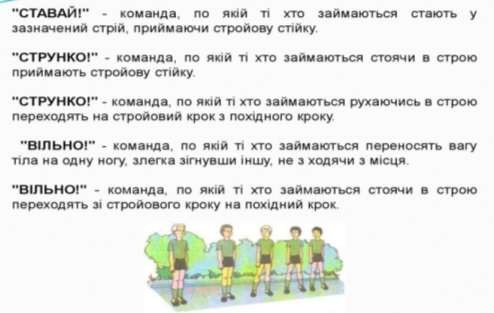 "СТАВАЙ!" - команда, по якій ті хто займаються стають у
зазначений стрій, приймаючи стройову стійку.
"СТРУНКО!" - команда, по якій ті хто займаються стоячи в строю
приймають стройову стійку.
"СТРУНКО!" - команда, по якій ті хто займаються рухаючись в строю
переходять на стройовий крок з похідного кроку.
"ВІЛЬНО!" - команда, по якій ті хто займаються переносять вагу
тіла на одну ногу, злегка зігнувши іншу, не з ходячи з місця.
"ВІЛЬНО!" - команда, по якій ті хто займаються стоячи в строю
переходять зі стройового кроку на похідний крок.